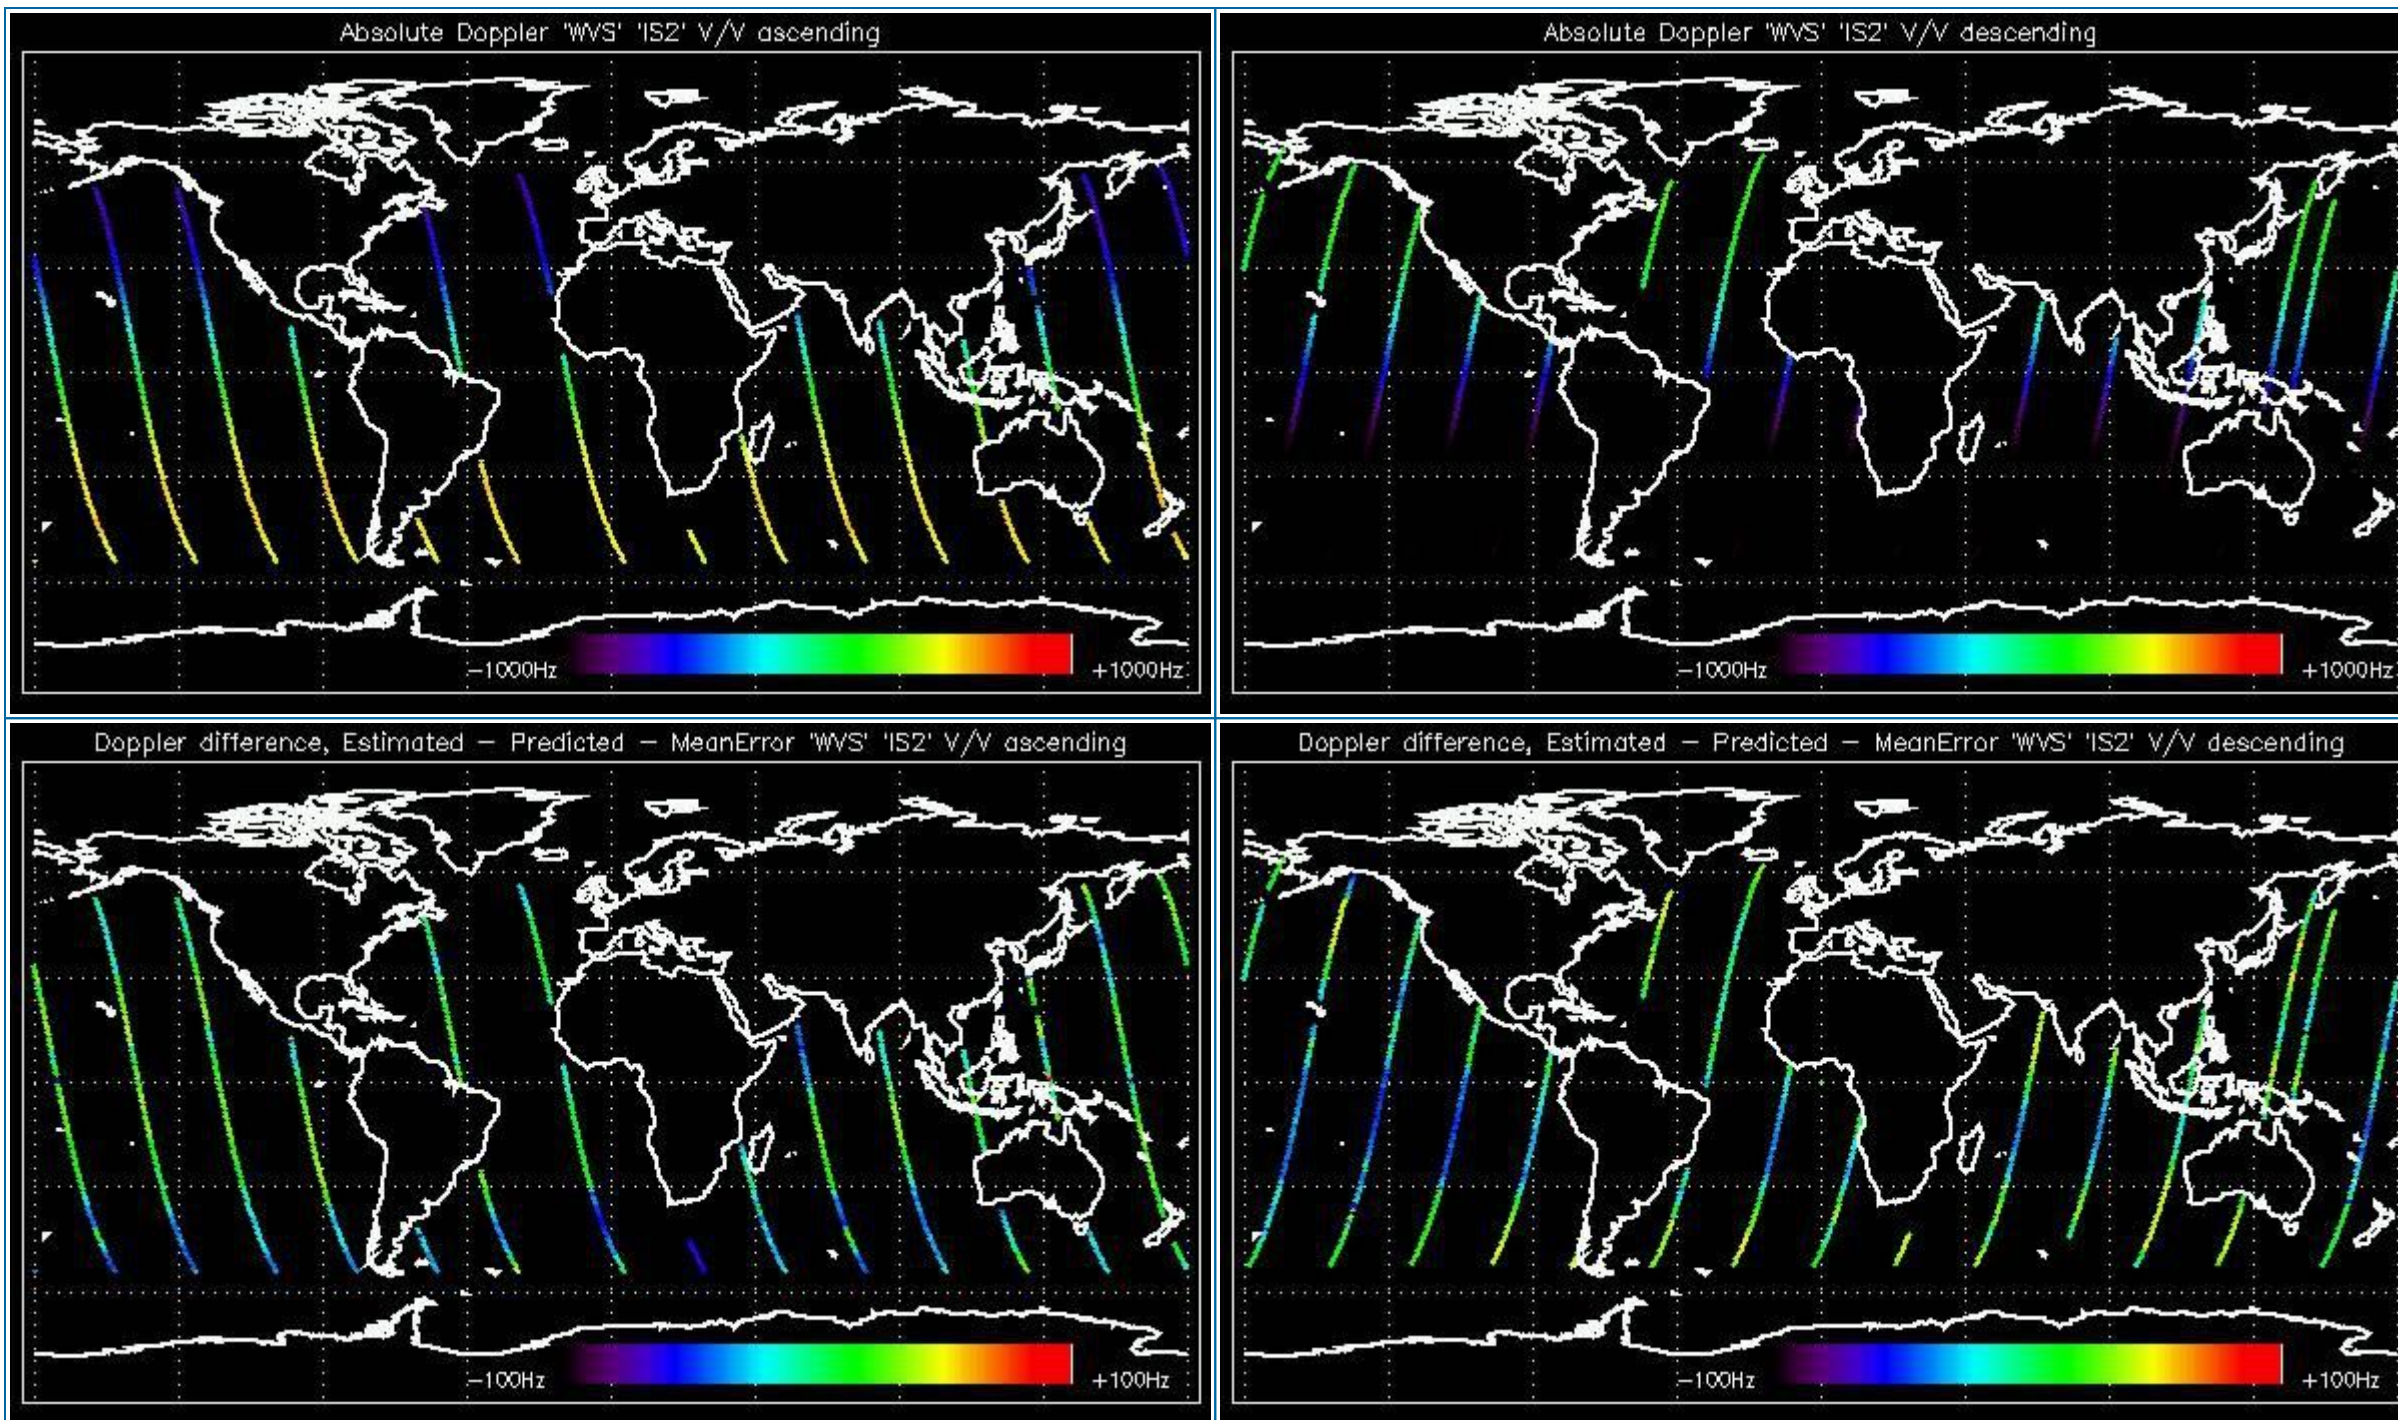 Absolute Doppler 'WVS' 'IS2' V/V ascending
-1000Hz +1000Hz
Absolute Doppler 'WVS' 'IS2' V/V descending
-1000Hz +1000Hz
Doppler difference, Estimated - Predicted - MeanError 'WVS' 'IS2' V/V ascending
-100Hz +100Hz
Doppler difference, Estimated - Predicted - MeanError 'WVS' 'IS2' V/V descending
-100Hz +100Hz